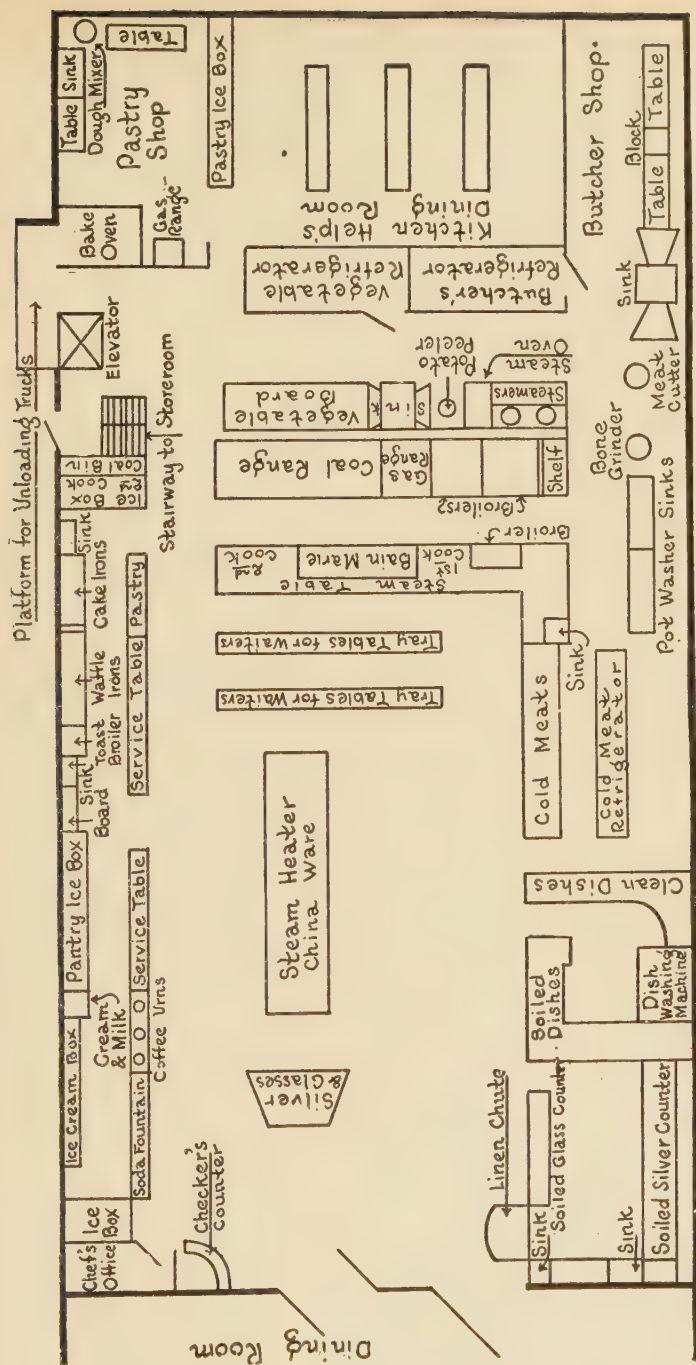 Platform for Unloading Trucks
Table
Sink
Table
Dough Mixer
Pastry
Shop
Pastry Ice Box
Bake
Oven
Gas
Range
Elevator
Stairway to Storeroom
Coal Bin
2nd
Cook
Ice
Box
Sink
Cake Irons
Waffle
Irons
Toast
Broiler
Sink
Board
Pantry Ice Box
Cream
& Milk
Ice Cream Box
Ice
Box
Chef's
Office
Pastry
Service Table
Service Table
Coffee Urns
Soda Fountain
Checker's
Counter
Dining Room
Kitchen Help's
Dining Room
Vegetable
Refrigerator
Butcher's
Refrigerator
Butcher Shop.
Table
Block
Table
Sink
Meat
Cutter
Bone
Grinder
Pot Washer Sinks
Vegetable
Board
Sink
Potato
Peeler
Steam
Oven
Steamers
Coal Range
Gas
Range
Broilers
Shelf
Broiler
2nd
Cook
Bain Marie
1st
Cook
Steam Table
Tray Tables for Waiters
Tray Tables for Waiters
Sink
Cold Meats
Cold Meat
Refrigerator
Steam Heater
China Ware
Silver
& Glasses
Clean Dishes
Boiled
Dishes
Dish
Washing
Machine
Linen Chute
Soiled Glass Counter
Sink
Sink
Soiled Silver Counter